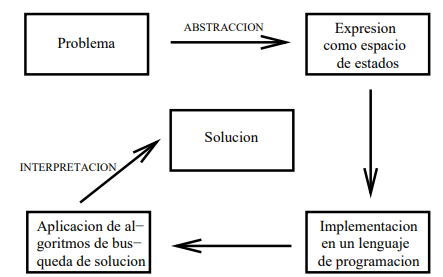 Problema
ABSTRACCION
Expresion
como espacio
de estados
Solucion
INTERPRETACION
Aplicacion de al-
goritmos de bus-
queda de solucion
Implementacion
en un lenguaje
de programacion